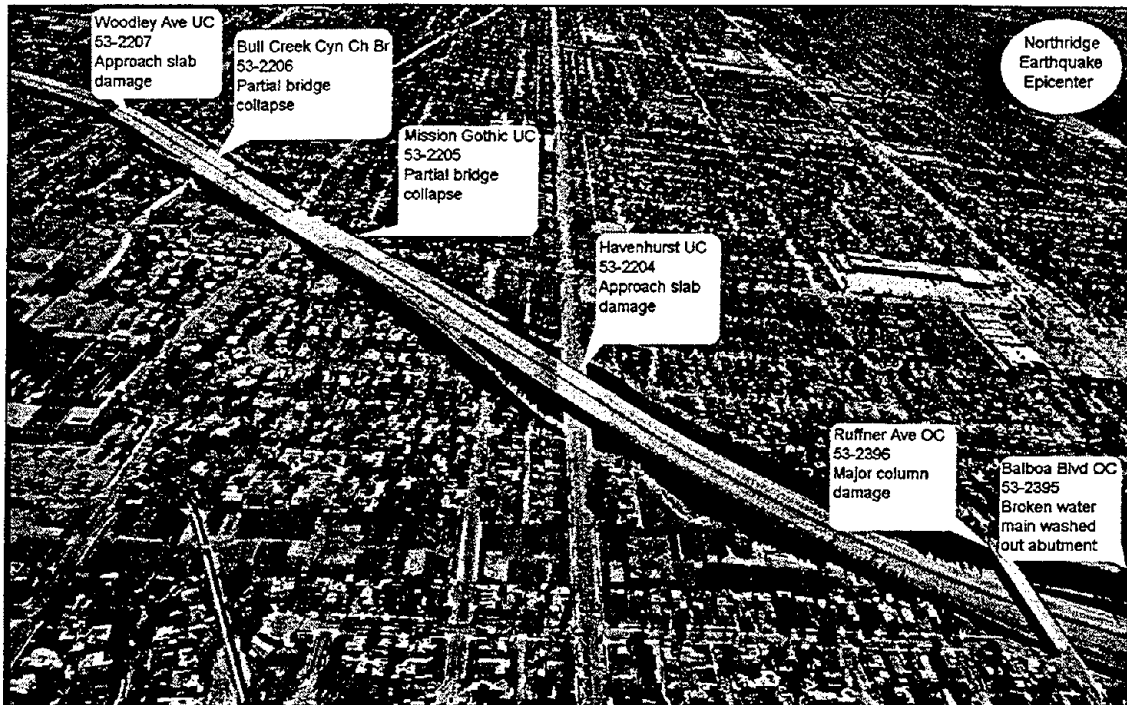 Woodley Ave UC
53-2207
Approach slab
damage
Bull Creek Cyn Ch Br
53-2206
Partial bridge
collapse
Mission Gothic UC
53-2205
Partial bridge
collapse
Northridge
Earthquake
Epicenter
Havenhurst UC
53-2204
Approach slab
damage
Ruffner Ave OC
53-2396
Major column
damage
Balboa Blvd OC
53-2395
Broken water
main washed
out abutment